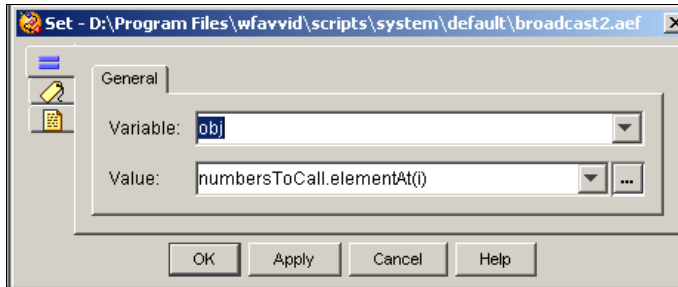 Set - D:\Program Files\wfavvid\scripts\system\default\broadcast2.aef
General
Variable: obj
Value: numbersToCall.elementAt(i) ...
OK Apply Cancel Help